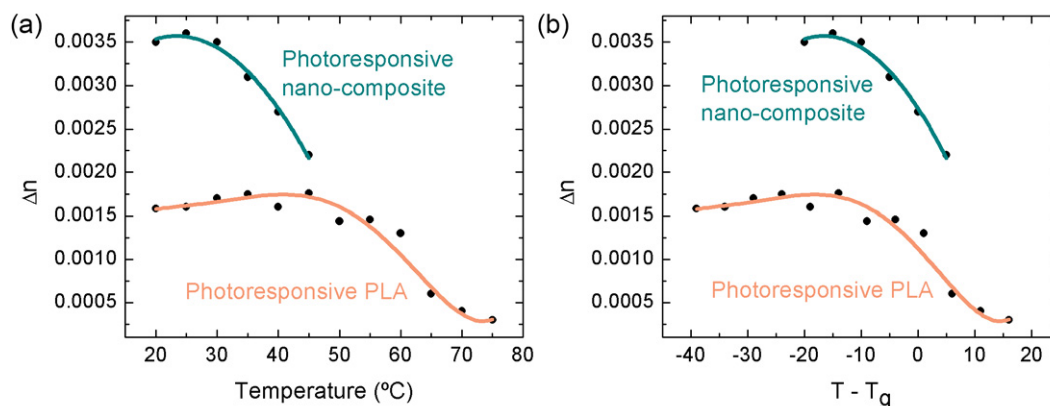 (a)
0.0035
0.0030
0.0025
0.0020
0.0015
0.0010
0.0005
Δn
Photoresponsive
nano-composite
Photoresponsive PLA
20 30 40 50 60 70 80
Temperature (ºC)
(b)
0.0035
0.0030
0.0025
0.0020
0.0015
0.0010
0.0005
Δn
Photoresponsive
nano-composite
Photoresponsive PLA
-40 -30 -20 -10 0 10 20
T - Tg